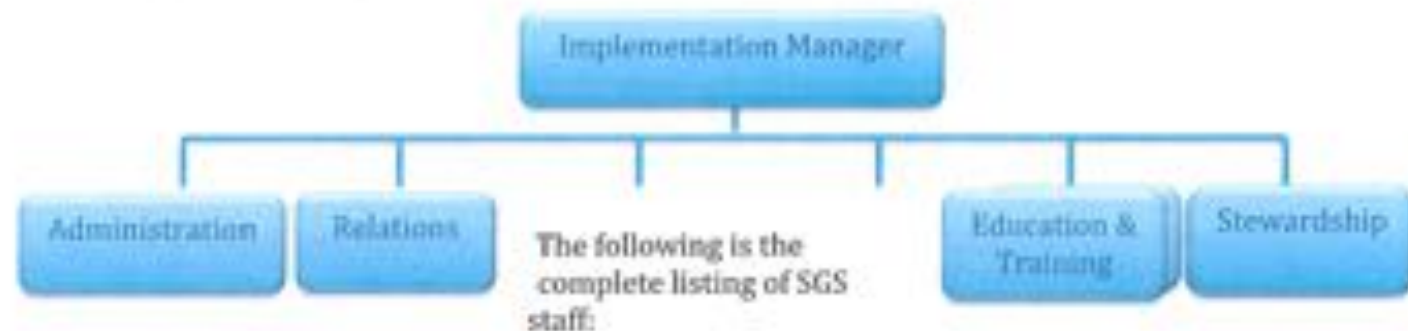 Implementation Manager
Administration
Relations
The following is the
complete listing of SGS
staff:
Education &
Training
Stewardship